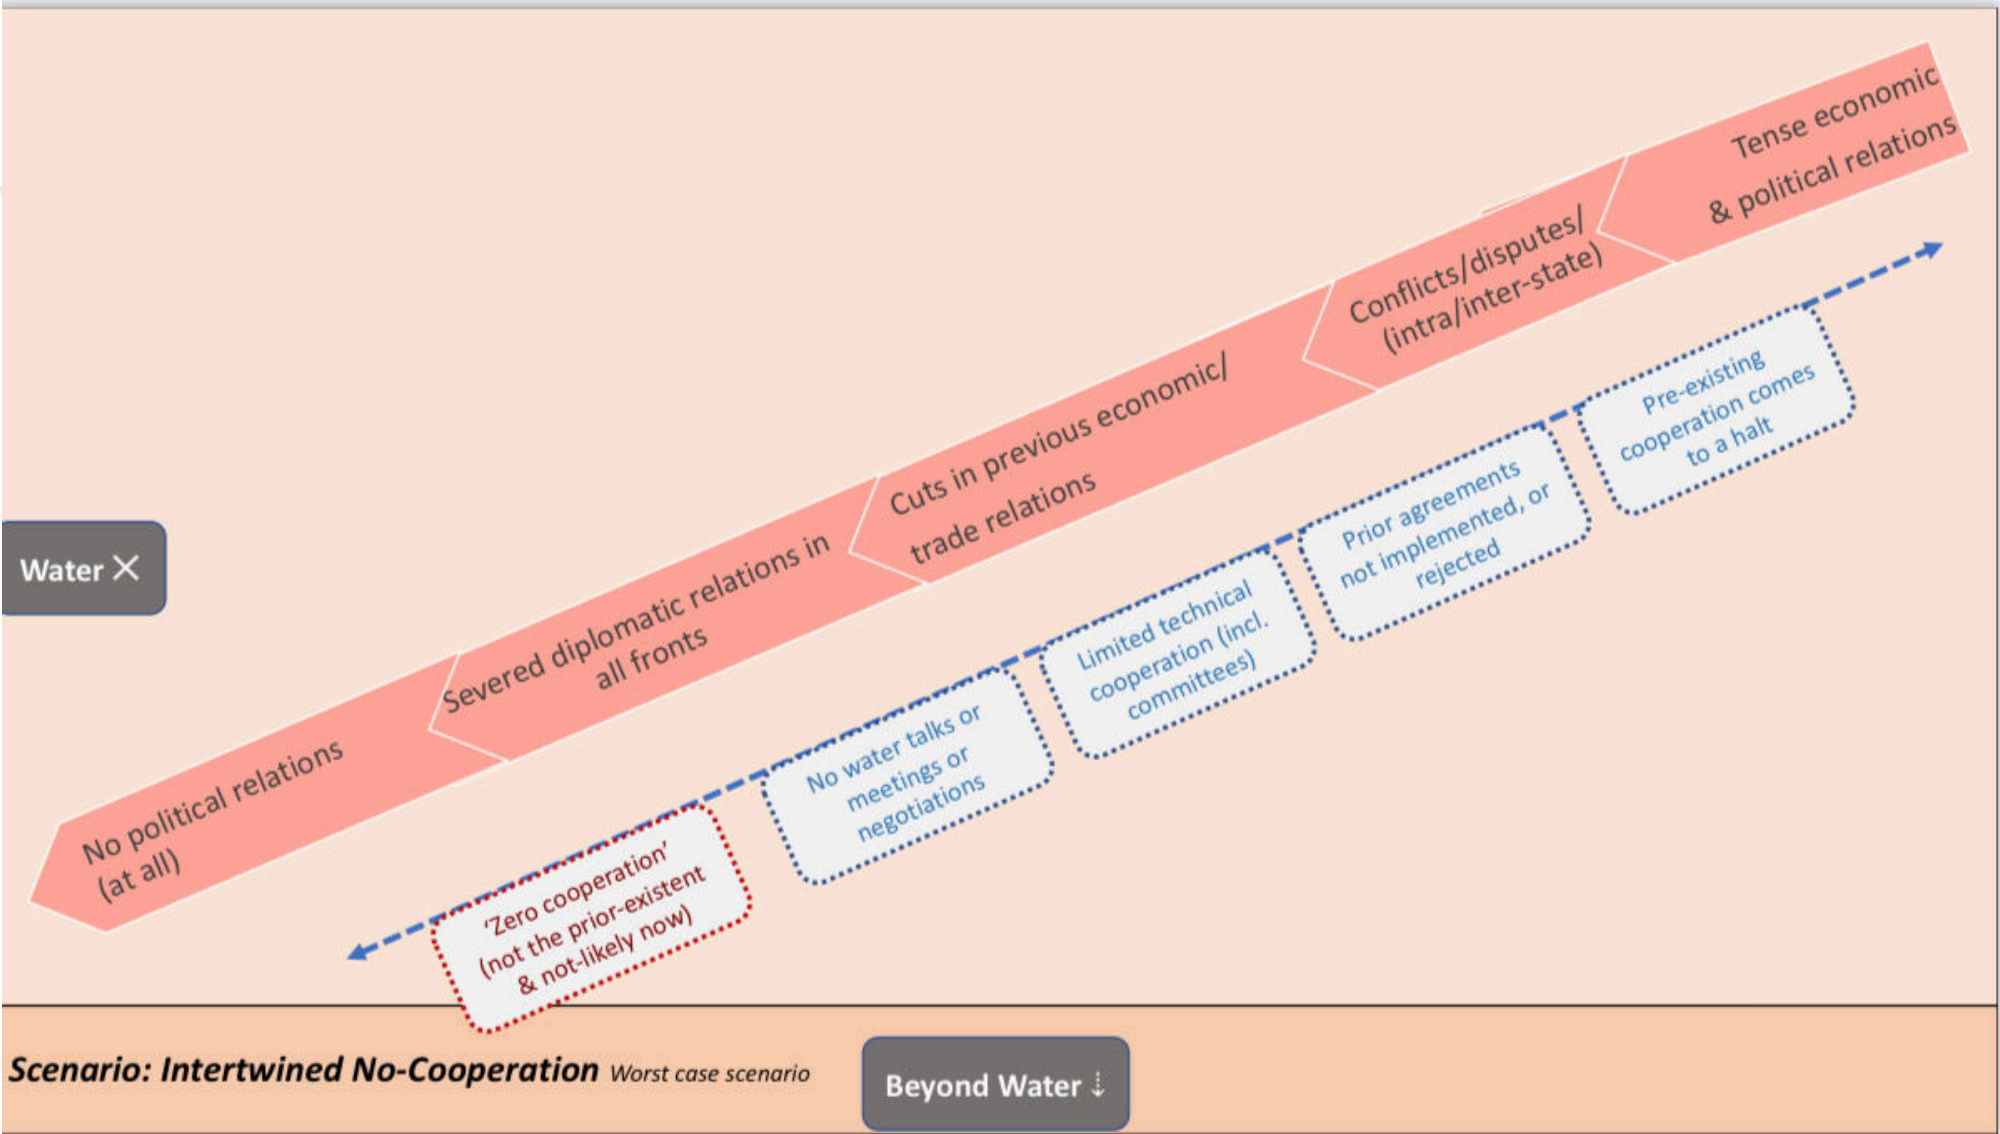 Tense economic
& political relations
Conflicts/disputes/
(intra/inter-state)
Cuts in previous economic/
trade relations
Severed diplomatic relations in
all fronts
No political relations
(at all)
Pre-existing
cooperation comes
to a halt
Prior agreements
not implemented, or
rejected
Limited technical
cooperation (incl.
committees)
No water talks or
meetings or
negotiations
‘Zero cooperation’
(not the prior-existent
& not-likely now)
Water ✕
Scenario: Intertwined No-Cooperation Worst case scenario
Beyond Water ⇣